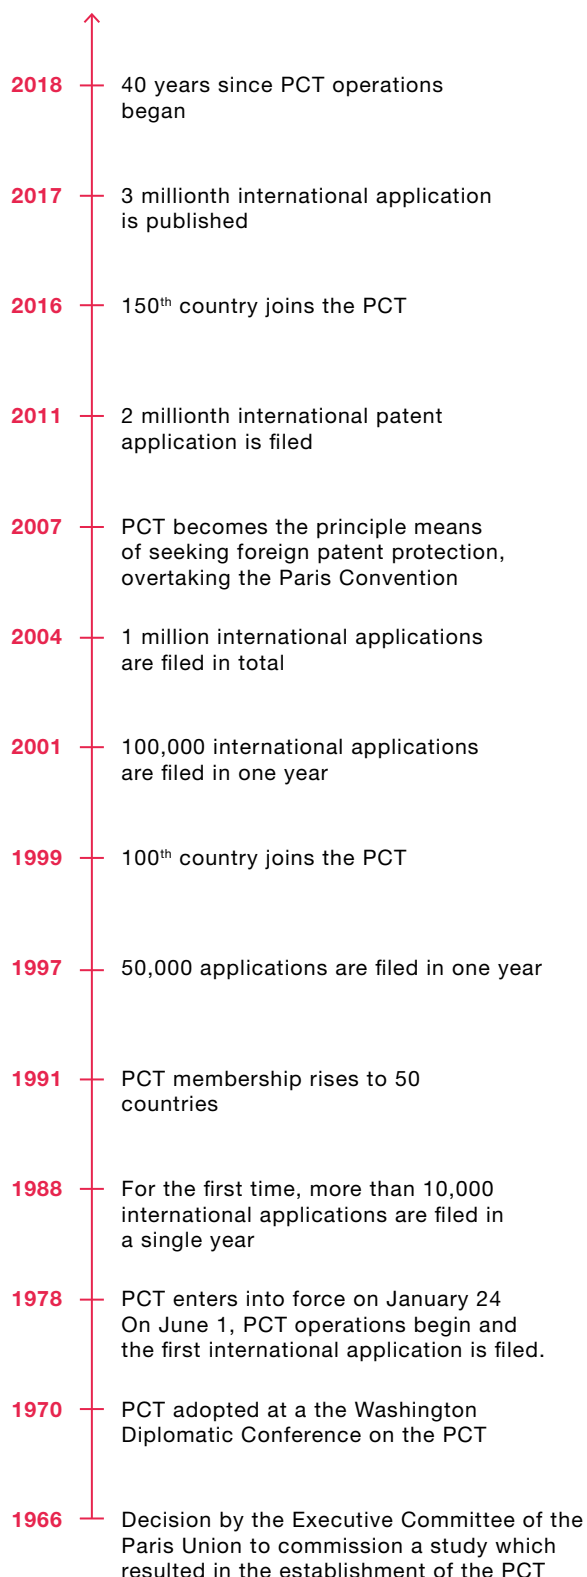 2018 40 years since PCT operations
began
2017 3 millionth international application
is published
2016 150th country joins the PCT
2011 2 millionth international patent
application is filed
2007 PCT becomes the principle means
of seeking foreign patent protection,
overtaking the Paris Convention
2004 1 million international applications
are filed in total
2001 100,000 international applications
are filed in one year
1999 100th country joins the PCT
1997 50,000 applications are filed in one year
1991 PCT membership rises to 50
countries
1988 For the first time, more than 10,000
international applications are filed in
a single year
1978 PCT enters into force on January 24
On June 1, PCT operations begin and
the first international application is filed.
1970 PCT adopted at a the Washington
Diplomatic Conference on the PCT
1966 Decision by the Executive Committee of the
Paris Union to commission a study which
resulted in the establishment of the PCT